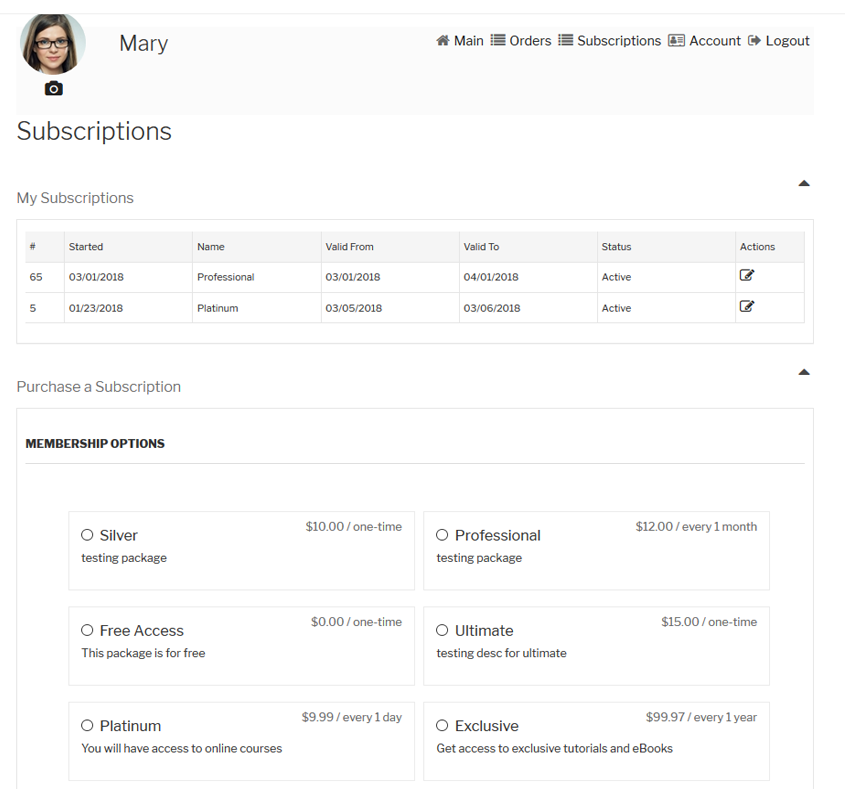 Mary
Main Orders Subscriptions Account Logout
Subscriptions
My Subscriptions
# Started Name Valid From Valid To Status Actions
65 03/01/2018 Professional 03/01/2018 04/01/2018 Active
5 01/23/2018 Platinum 03/05/2018 03/06/2018 Active
Purchase a Subscription
MEMBERSHIP OPTIONS
Silver $10.00 / one-time
testing package
Professional $12.00 / every 1 month
testing package
Free Access $0.00 / one-time
This package is for free
Ultimate $15.00 / one-time
testing desc for ultimate
Platinum $9.99 / every 1 day
You will have access to online courses
Exclusive $99.97 / every 1 year
Get access to exclusive tutorials and eBooks